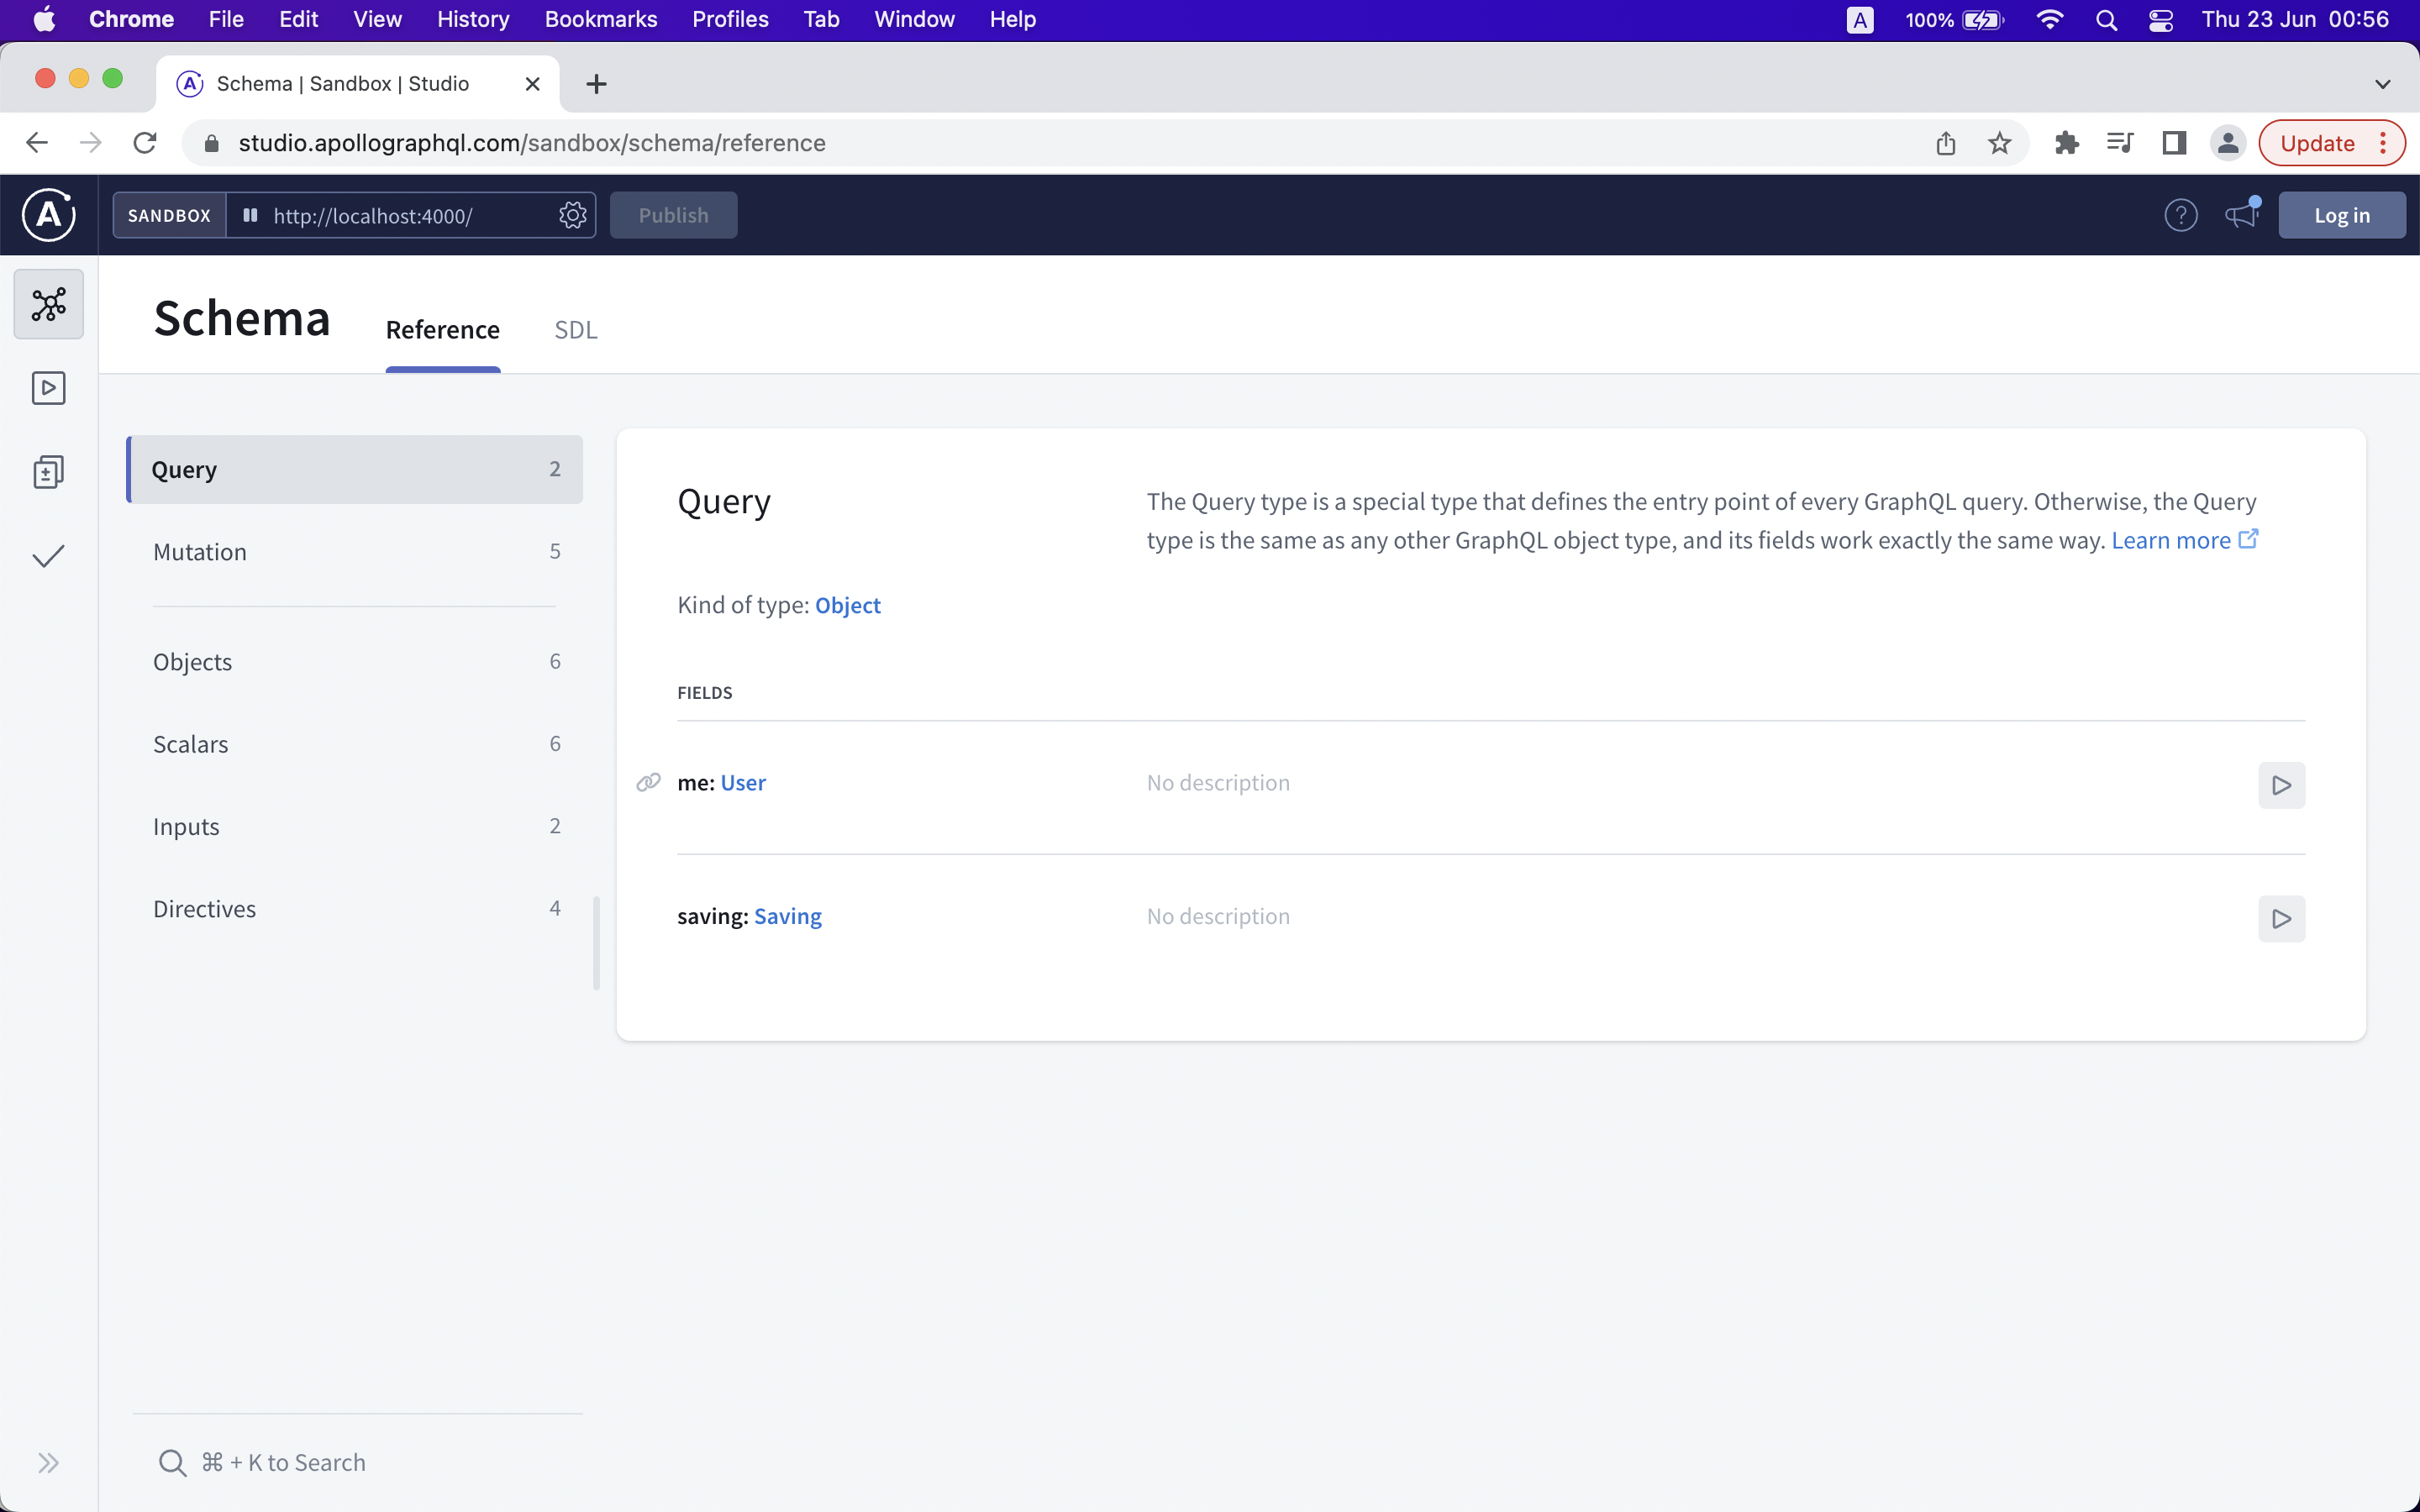 Chrome File Edit View History Bookmarks Profiles Tab Window Help A 100% Thu 23 Jun 00:56
Schema | Sandbox | Studio
studio.apollographql.com/sandbox/schema/reference Update
A SANDBOX http://localhost:4000/ Publish ? Log in
Schema Reference SDL
Query 2
Mutation 5
Objects 6
Scalars 6
Inputs 2
Directives 4
⌘ + K to Search
Query
The Query type is a special type that defines the entry point of every GraphQL query. Otherwise, the Query
type is the same as any other GraphQL object type, and its fields work exactly the same way. Learn more
Kind of type: Object
FIELDS
me: User No description
saving: Saving No description